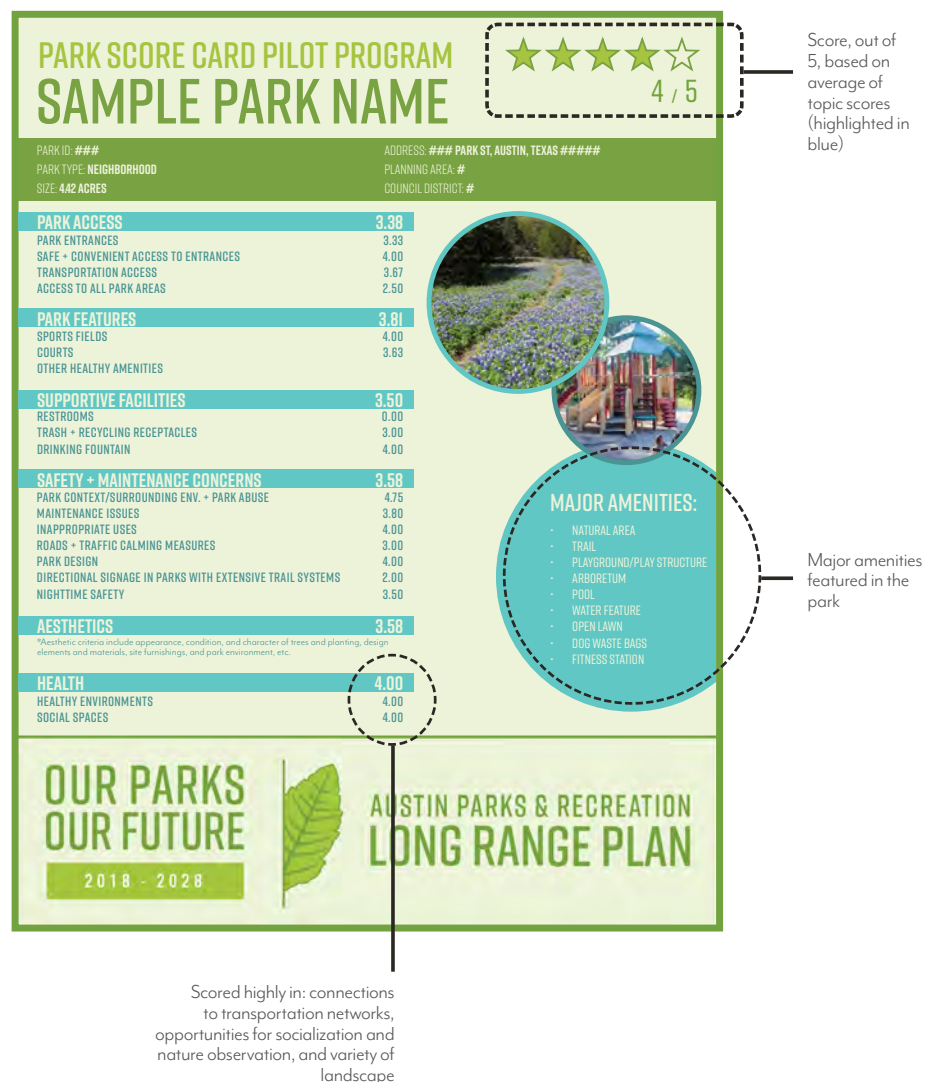 PARK SCORE CARD PILOT PROGRAM
SAMPLE PARK NAME
4 / 5
Score, out of
5, based on
average of
topic scores
(highlighted in
blue)
PARK ID: ###
PARK TYPE: NEIGHBORHOOD
SIZE: 4.42 ACRES
ADDRESS: ### PARK ST, AUSTIN, TEXAS #####
PLANNING AREA: #
COUNCIL DISTRICT: #
PARK ACCESS 3.38
PARK ENTRANCES 3.33
SAFE + CONVENIENT ACCESS TO ENTRANCES 4.00
TRANSPORTATION ACCESS 3.67
ACCESS TO ALL PARK AREAS 2.50
PARK FEATURES 3.81
SPORTS FIELDS 4.00
COURTS 3.63
OTHER HEALTHY AMENITIES
SUPPORTIVE FACILITIES 3.50
RESTROOMS 0.00
TRASH + RECYCLING RECEPTACLES 3.00
DRINKING FOUNTAIN 4.00
SAFETY + MAINTENANCE CONCERNS 3.58
PARK CONTEXT/SURROUNDING ENV. + PARK ABUSE 4.75
MAINTENANCE ISSUES 3.80
INAPPROPRIATE USES 4.00
ROADS + TRAFFIC CALMING MEASURES 3.00
PARK DESIGN 4.00
DIRECTIONAL SIGNAGE IN PARKS WITH EXTENSIVE TRAIL SYSTEMS 2.00
NIGHTTIME SAFETY 3.50
AESTHETICS 3.58
*Aesthetic criteria include appearance, condition, and character of trees and planting, design
elements and materials, site furnishings, and park environment, etc.
HEALTH 4.00
HEALTHY ENVIRONMENTS 4.00
SOCIAL SPACES 4.00
MAJOR AMENITIES:
· NATURAL AREA
· TRAIL
· PLAYGROUND/PLAY STRUCTURE
· ARBORETUM
· POOL
· WATER FEATURE
· OPEN LAWN
· DOG WASTE BAGS
· FITNESS STATION
Major amenities
featured in the
park
OUR PARKS
OUR FUTURE
2018 - 2028
AUSTIN PARKS & RECREATION
LONG RANGE PLAN
Scored highly in: connections
to transportation networks,
opportunities for socialization and
nature observation, and variety of
landscape